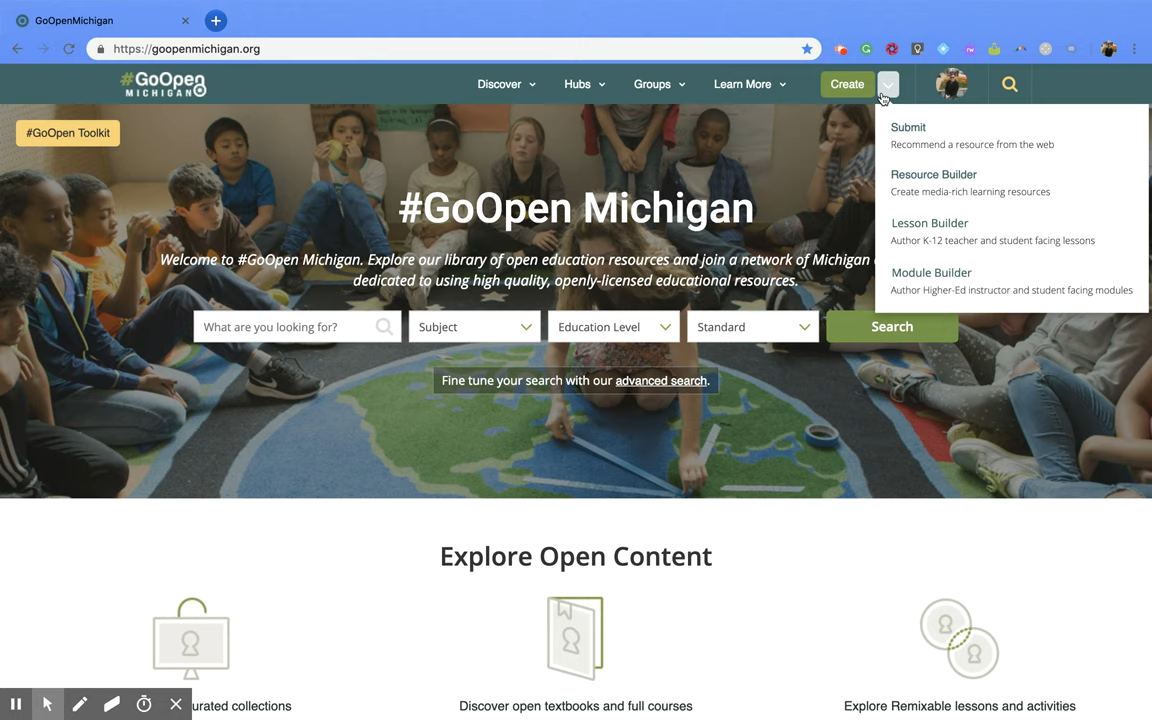 GoOpenMichigan
https://goopenmichigan.org
#GoOpen
MICHIGAN
Discover
Hubs
Groups
Learn More
Create
#GoOpen Toolkit
Submit
Recommend a resource from the web
Resource Builder
Create media-rich learning resources
Lesson Builder
Author K-12 teacher and student facing lessons
Module Builder
Author Higher-Ed instructor and student facing modules
#GoOpen Michigan
Welcome to #GoOpen Michigan. Explore our library of open education resources and join a network of Michigan
dedicated to using high quality, openly-licensed educational resources.
What are you looking for?
Subject
Education Level
Standard
Search
Fine tune your search with our advanced search.
Explore Open Content
urated collections
Discover open textbooks and full courses
Explore Remixable lessons and activities